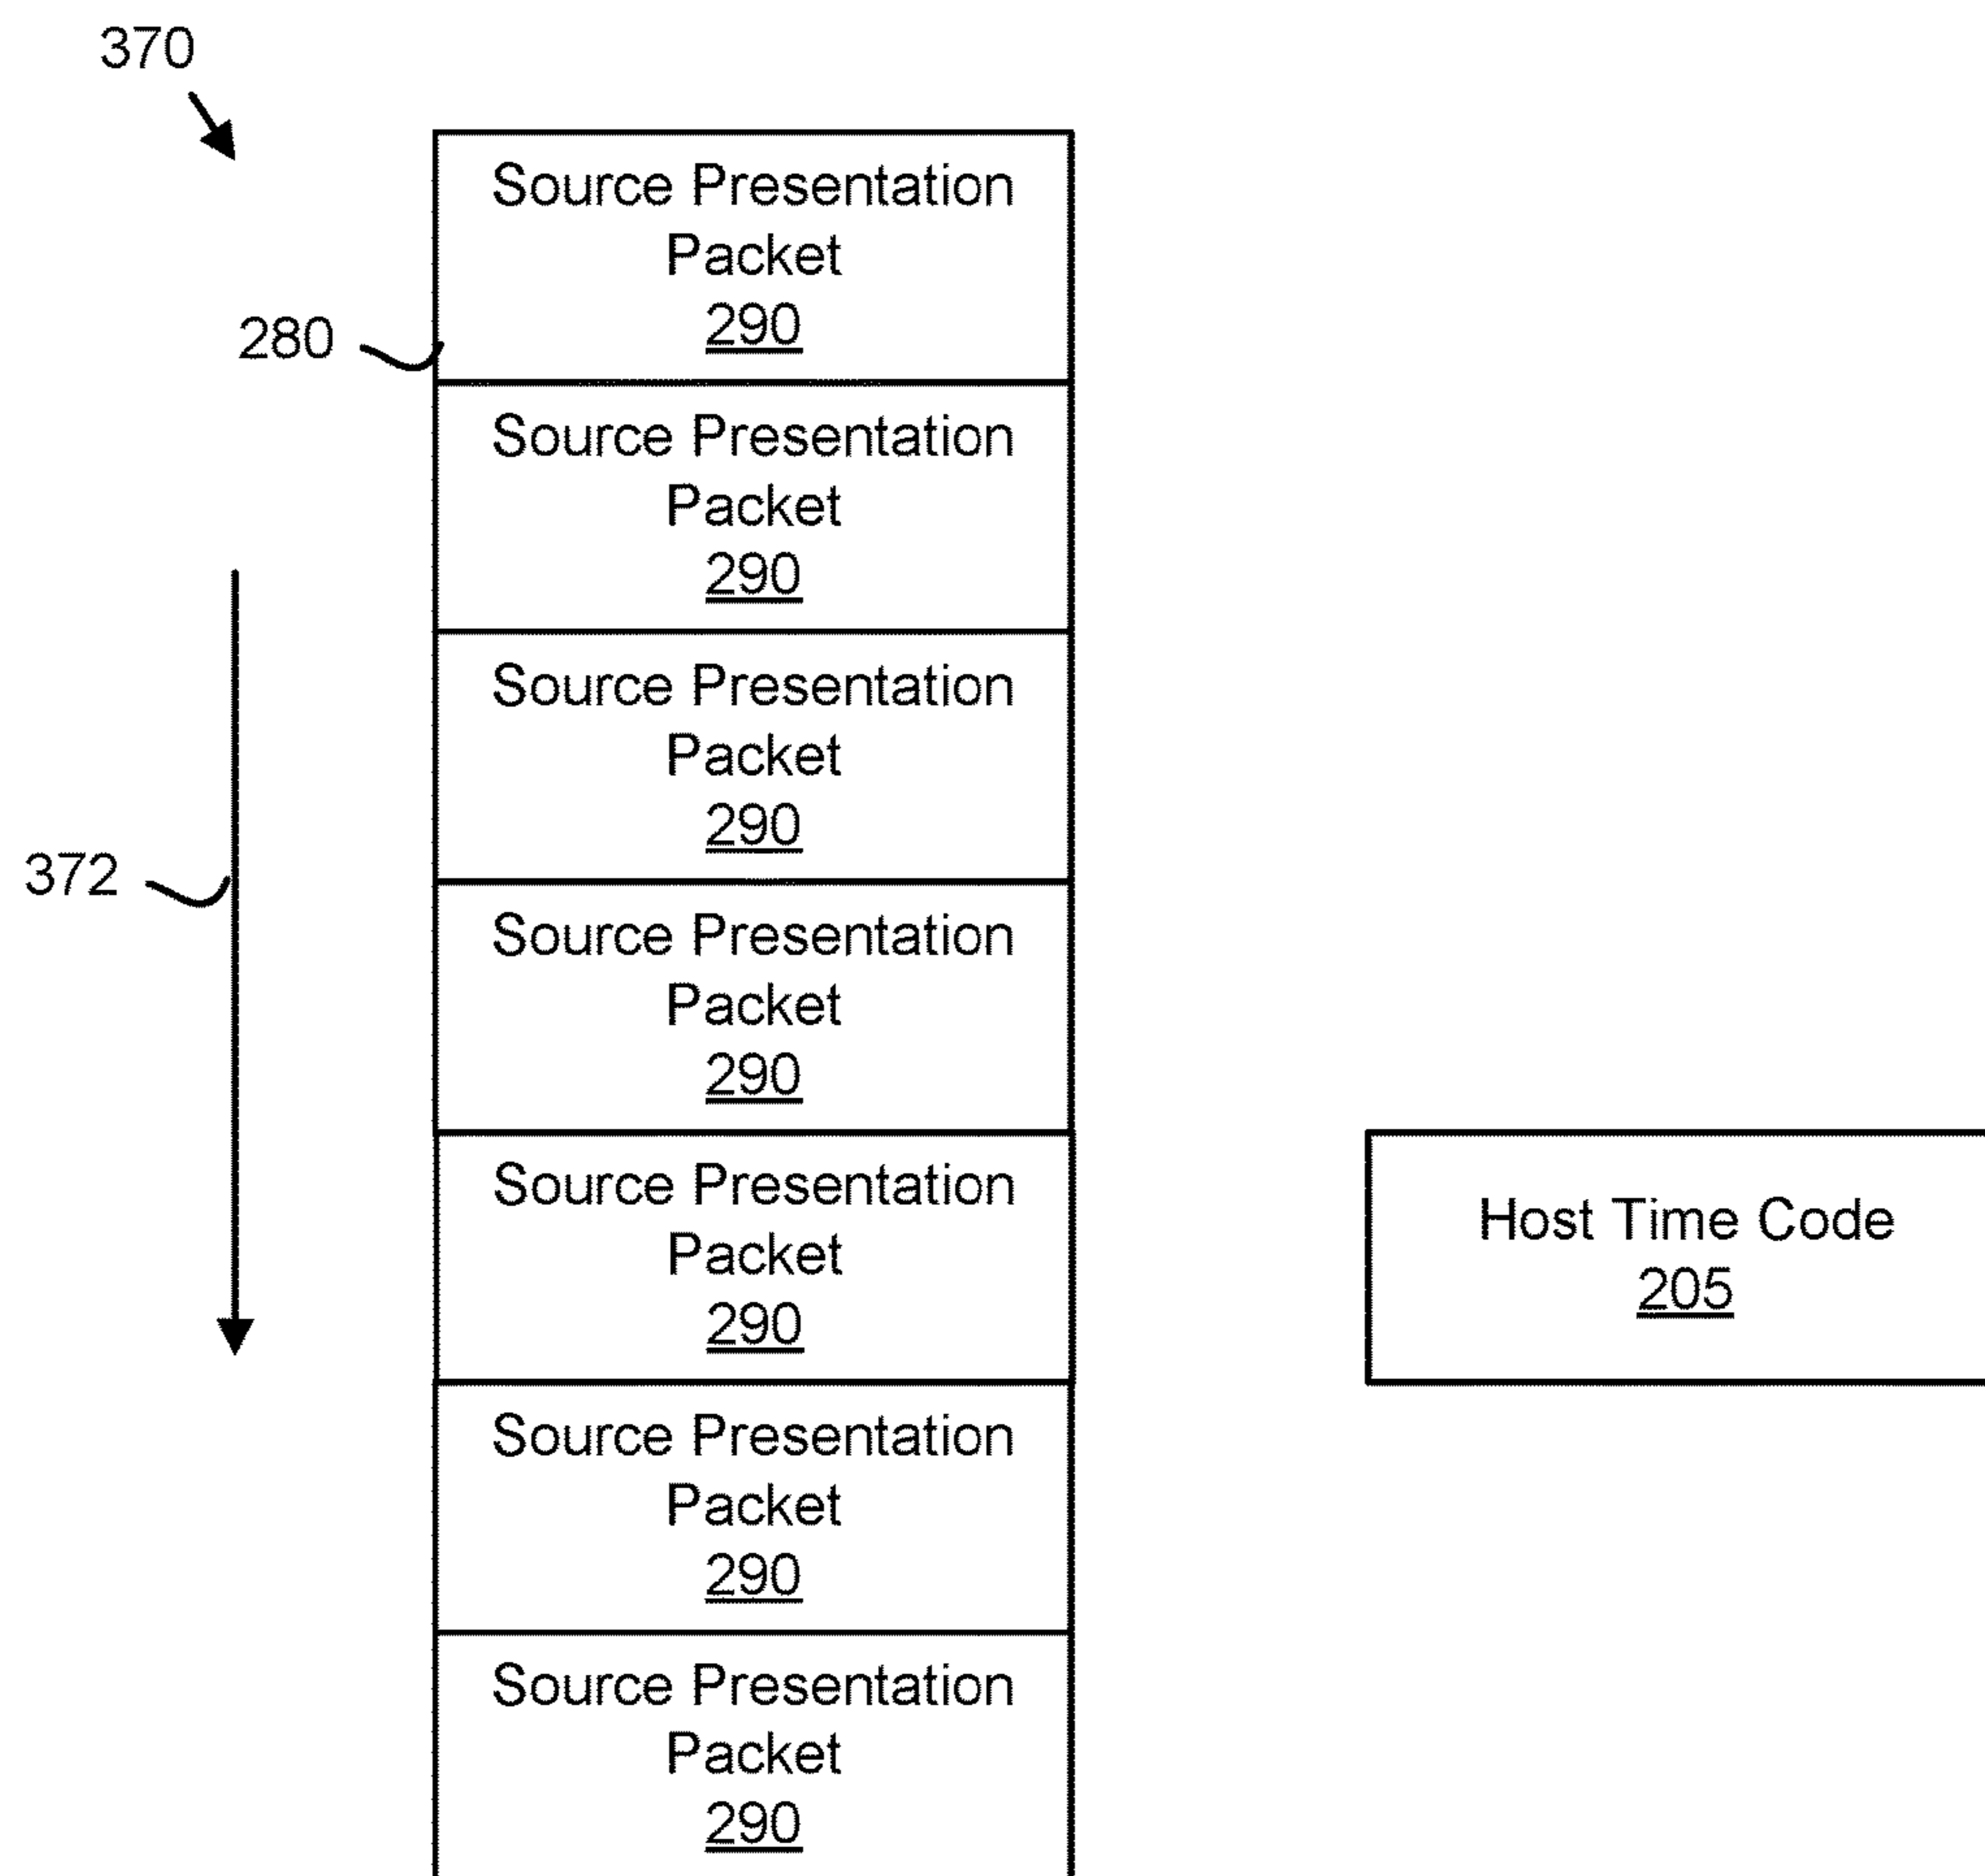 370
Source Presentation
Packet
290
280
Source Presentation
Packet
290
Source Presentation
Packet
290
372
Source Presentation
Packet
290
Source Presentation
Packet
290
Host Time Code
205
Source Presentation
Packet
290
Source Presentation
Packet
290